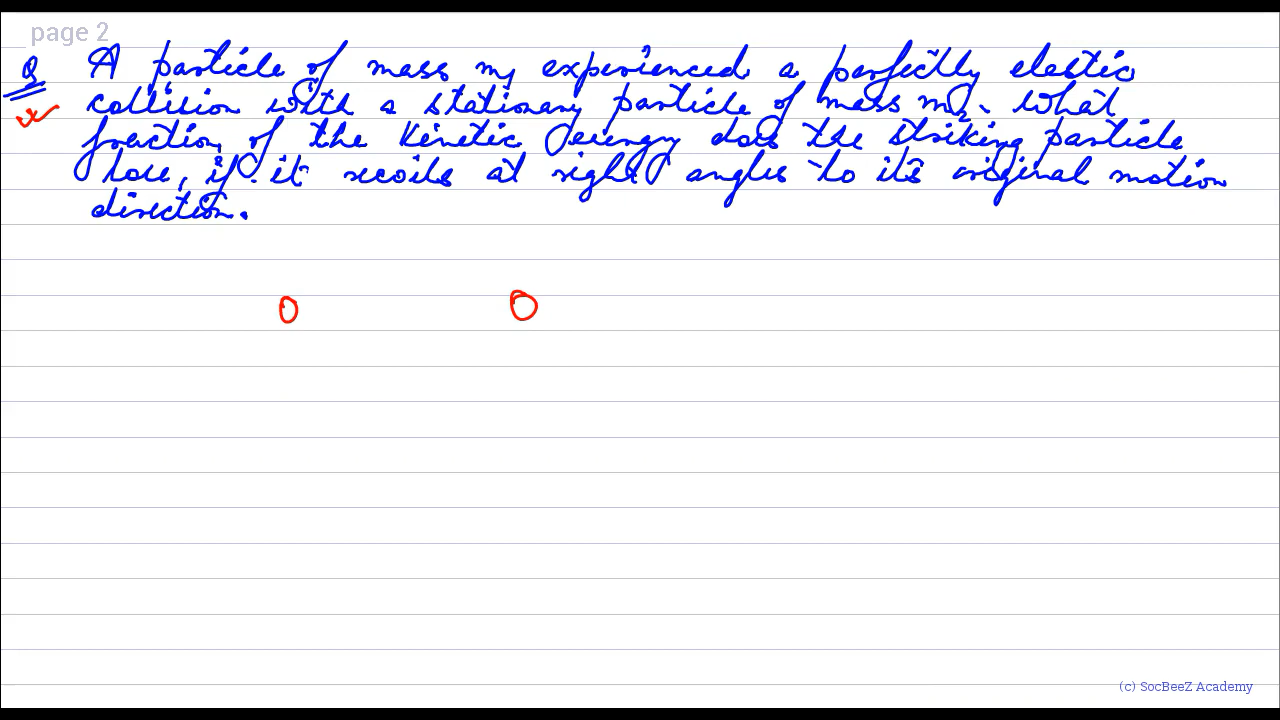 page 2
Q A particle of mass m1 experienced a perfectly elastic
collision with a stationary particle of mass m2. What
fraction of the kinetic energy does the striking particle
lose, if it recoils at right angles to its original motion
direction.
(c) SocBeeZ Academy